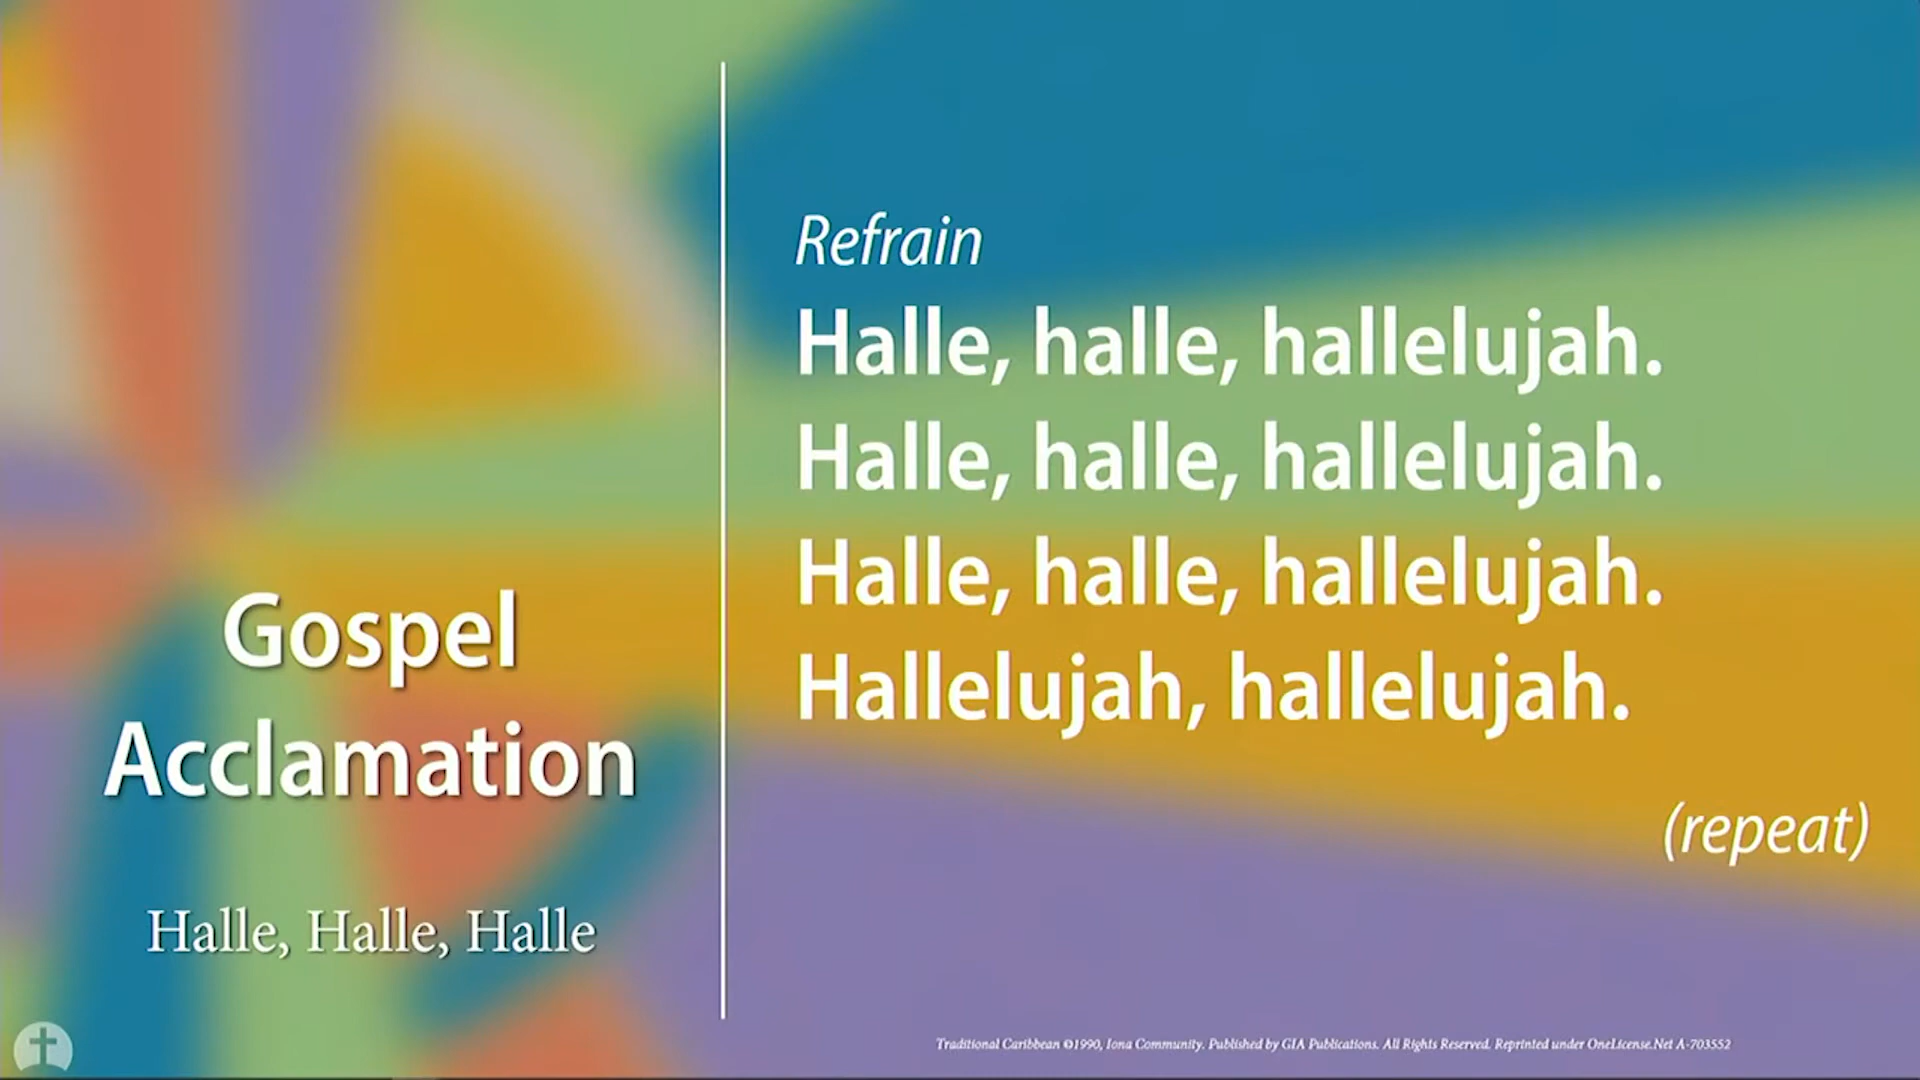 Gospel
Acclamation
Halle, Halle, Halle
Refrain
Halle, halle, hallelujah.
Halle, halle, hallelujah.
Halle, halle, hallelujah.
Hallelujah, hallelujah.
(repeat)
Traditional Caribbean ©1990, Iona Community. Published by GIA Publications. All Rights Reserved. Reprinted under OneLicense.Net A-703552